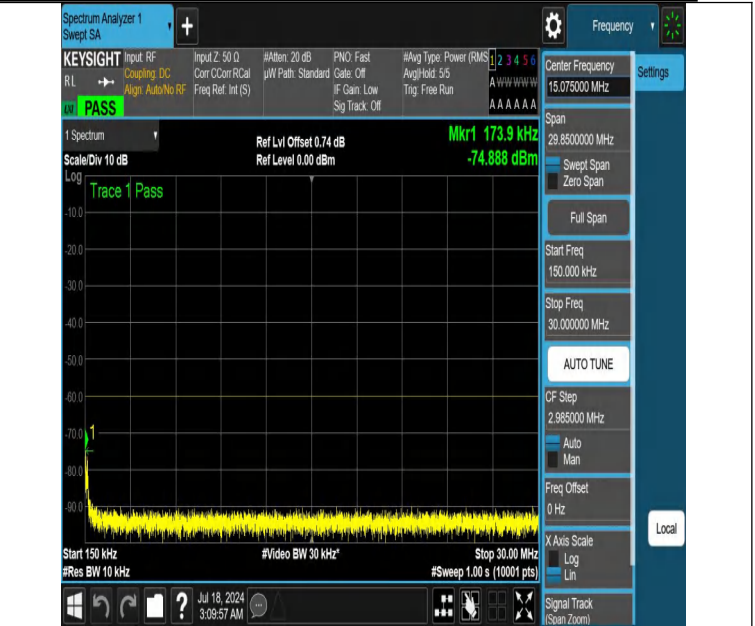 Spectrum Analyzer 1
Swept SA
+
Frequency
KEYSIGHT
RL
PASS
Input: RF
Coupling: DC
Align: Auto/No RF
Input Z: 50 Ω
Corr CCorr RCal
Freq Ref: Int (S)
#Atten: 20 dB
µW Path: Standard
PNO: Fast
Gate: Off
IF Gain: Low
Sig Track: Off
#Avg Type: Power (RMS
Avg|Hold: 5/5
Trig: Free Run
1 2 3 4 5 6
A W W W W W
A A A A A A
1 Spectrum
Scale/Div 10 dB
Log
Ref Lvl Offset 0.74 dB
Ref Level 0.00 dBm
Mkr1 173.9 kHz
-74.888 dBm
Trace 1 Pass
-10.0
-20.0
-30.0
-40.0
-50.0
-60.0
-70.0
-80.0
-90.0
1
Start 150 kHz
#Res BW 10 kHz
#Video BW 30 kHz*
Stop 30.00 MHz
#Sweep 1.00 s (10001 pts)
?
Jul 18, 2024
3:09:57 AM
Center Frequency
15.075000 MHz
Settings
Span
29.8500000 MHz
Swept Span
Zero Span
Full Span
Start Freq
150.000 kHz
Stop Freq
30.000000 MHz
AUTO TUNE
CF Step
2.985000 MHz
Auto
Man
Freq Offset
0 Hz
Local
X Axis Scale
Log
Lin
Signal Track
(Span Zoom)